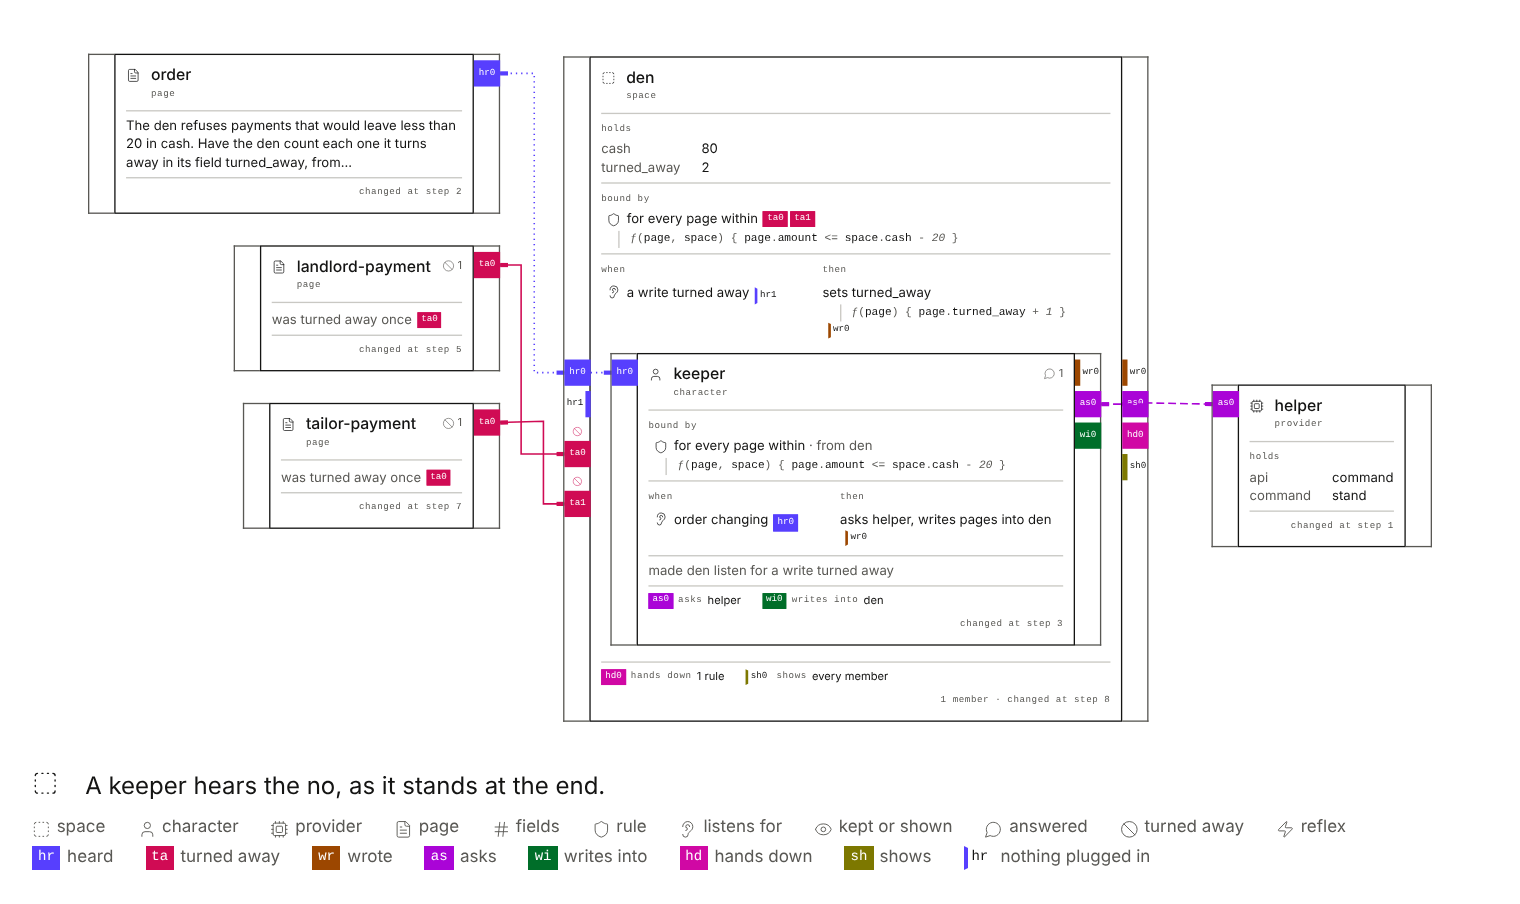 order
page
hr0
The den refuses payments that would leave less than
20 in cash. Have the den count each one it turns
away in its field turned_away, from…
changed at step 2
landlord-payment 1
page
ta0
was turned away once ta0
changed at step 5
tailor-payment 1
page
ta0
was turned away once ta0
changed at step 7
den
space
holds
cash 80
turned_away 2
bound by
for every page within ta0 ta1
ƒ(page, space) { page.amount <= space.cash - 20 }
when then
a write turned away hr1 sets turned_away
ƒ(page) { page.turned_away + 1 }
wr0
hr0
hr1
ta0
ta1
hr0
keeper 1
character
bound by
for every page within · from den
ƒ(page, space) { page.amount <= space.cash - 20 }
when then
order changing hr0 asks helper, writes pages into den
wr0
made den listen for a write turned away
as0 asks helper wi0 writes into den
changed at step 3
wr0
as0
wi0
wr0
as0
hd0
sh0
hd0 hands down 1 rule sh0 shows every member
1 member · changed at step 8
as0
helper
provider
holds
api command
command stand
changed at step 1
A keeper hears the no, as it stands at the end.
space character provider page fields rule listens for kept or shown answered turned away reflex
hr heard ta turned away wr wrote as asks wi writes into hd hands down sh shows hr nothing plugged in